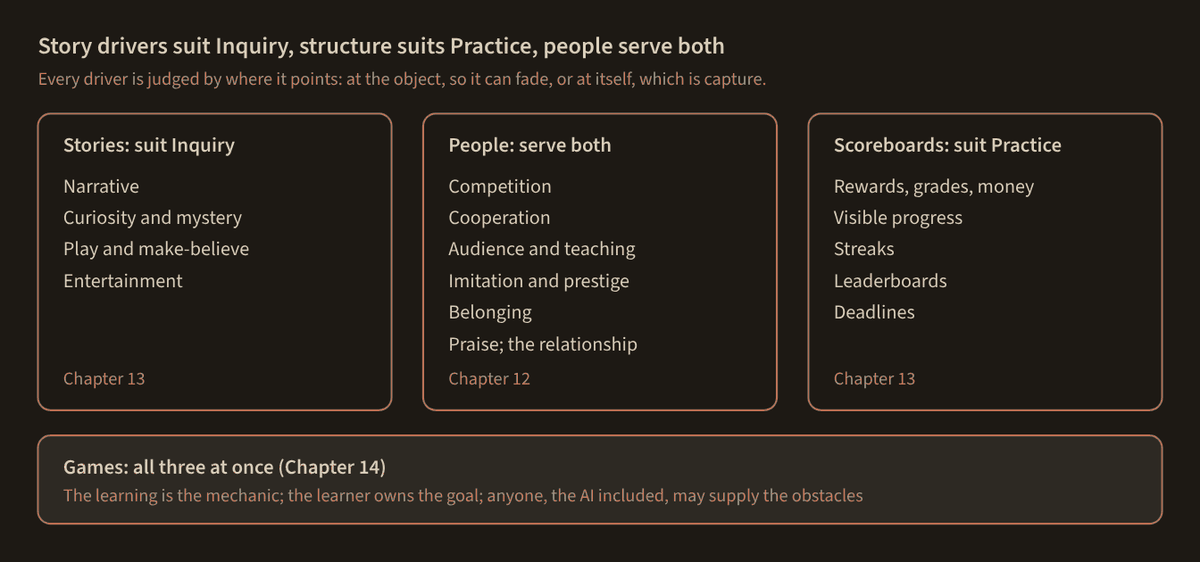 Story drivers suit Inquiry, structure suits Practice, people serve both
Every driver is judged by where it points: at the object, so it can fade, or at itself, which is capture.
Stories: suit Inquiry
Narrative
Curiosity and mystery
Play and make-believe
Entertainment
Chapter 13
People: serve both
Competition
Cooperation
Audience and teaching
Imitation and prestige
Belonging
Praise; the relationship
Chapter 12
Scoreboards: suit Practice
Rewards, grades, money
Visible progress
Streaks
Leaderboards
Deadlines
Chapter 13
Games: all three at once (Chapter 14)
The learning is the mechanic; the learner owns the goal; anyone, the AI included, may supply the obstacles